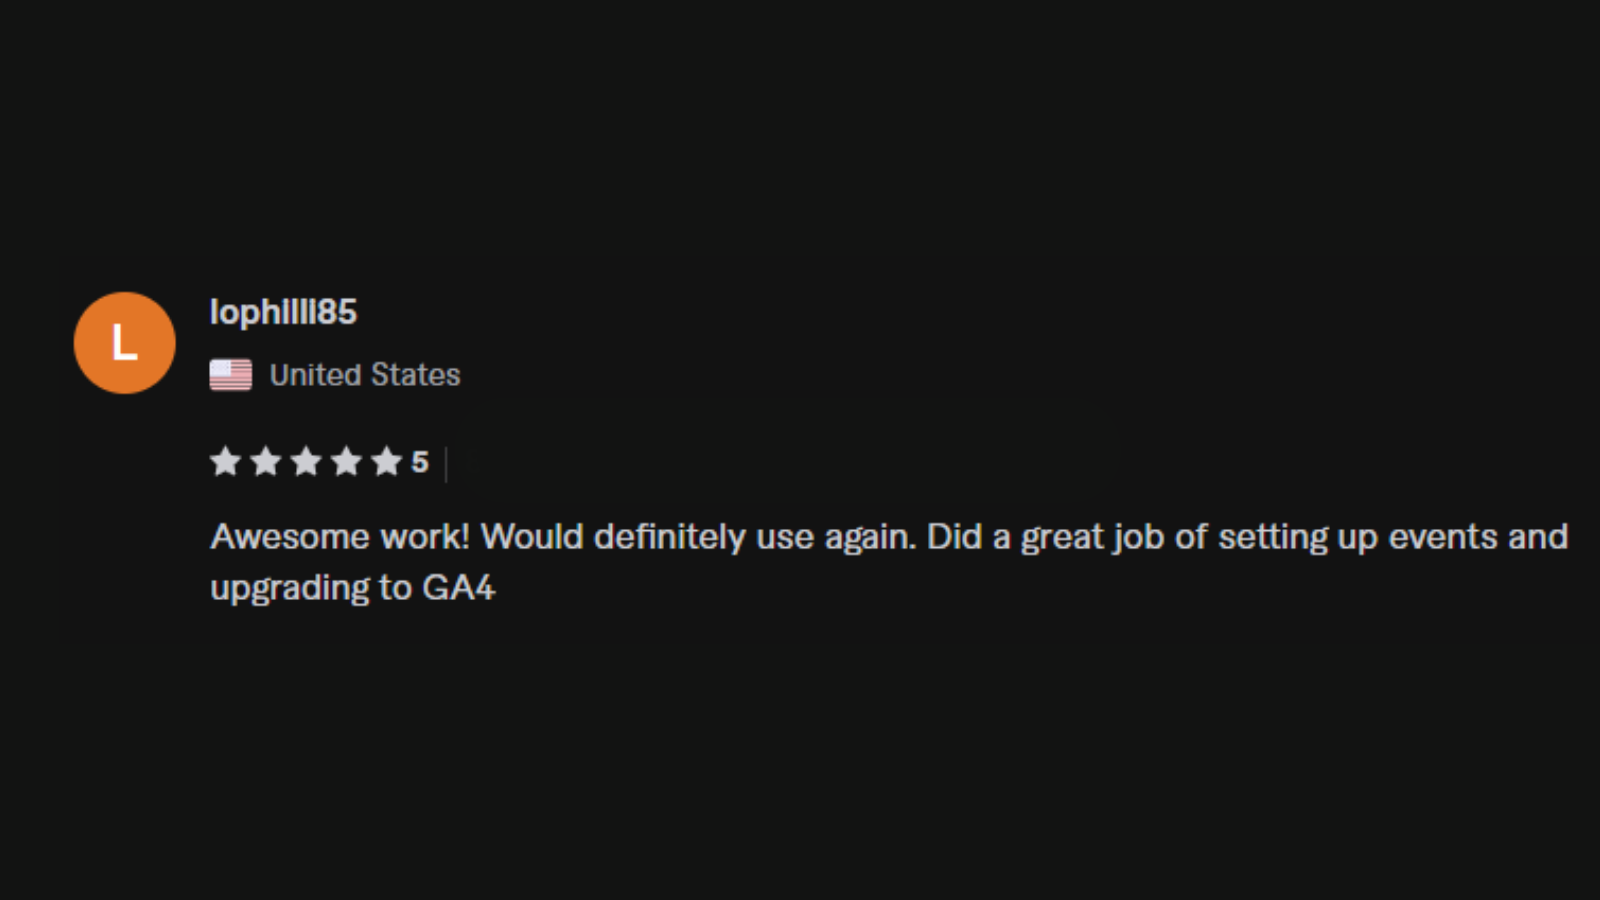 L
lophilll85
United States
5
Awesome work! Would definitely use again. Did a great job of setting up events and
upgrading to GA4